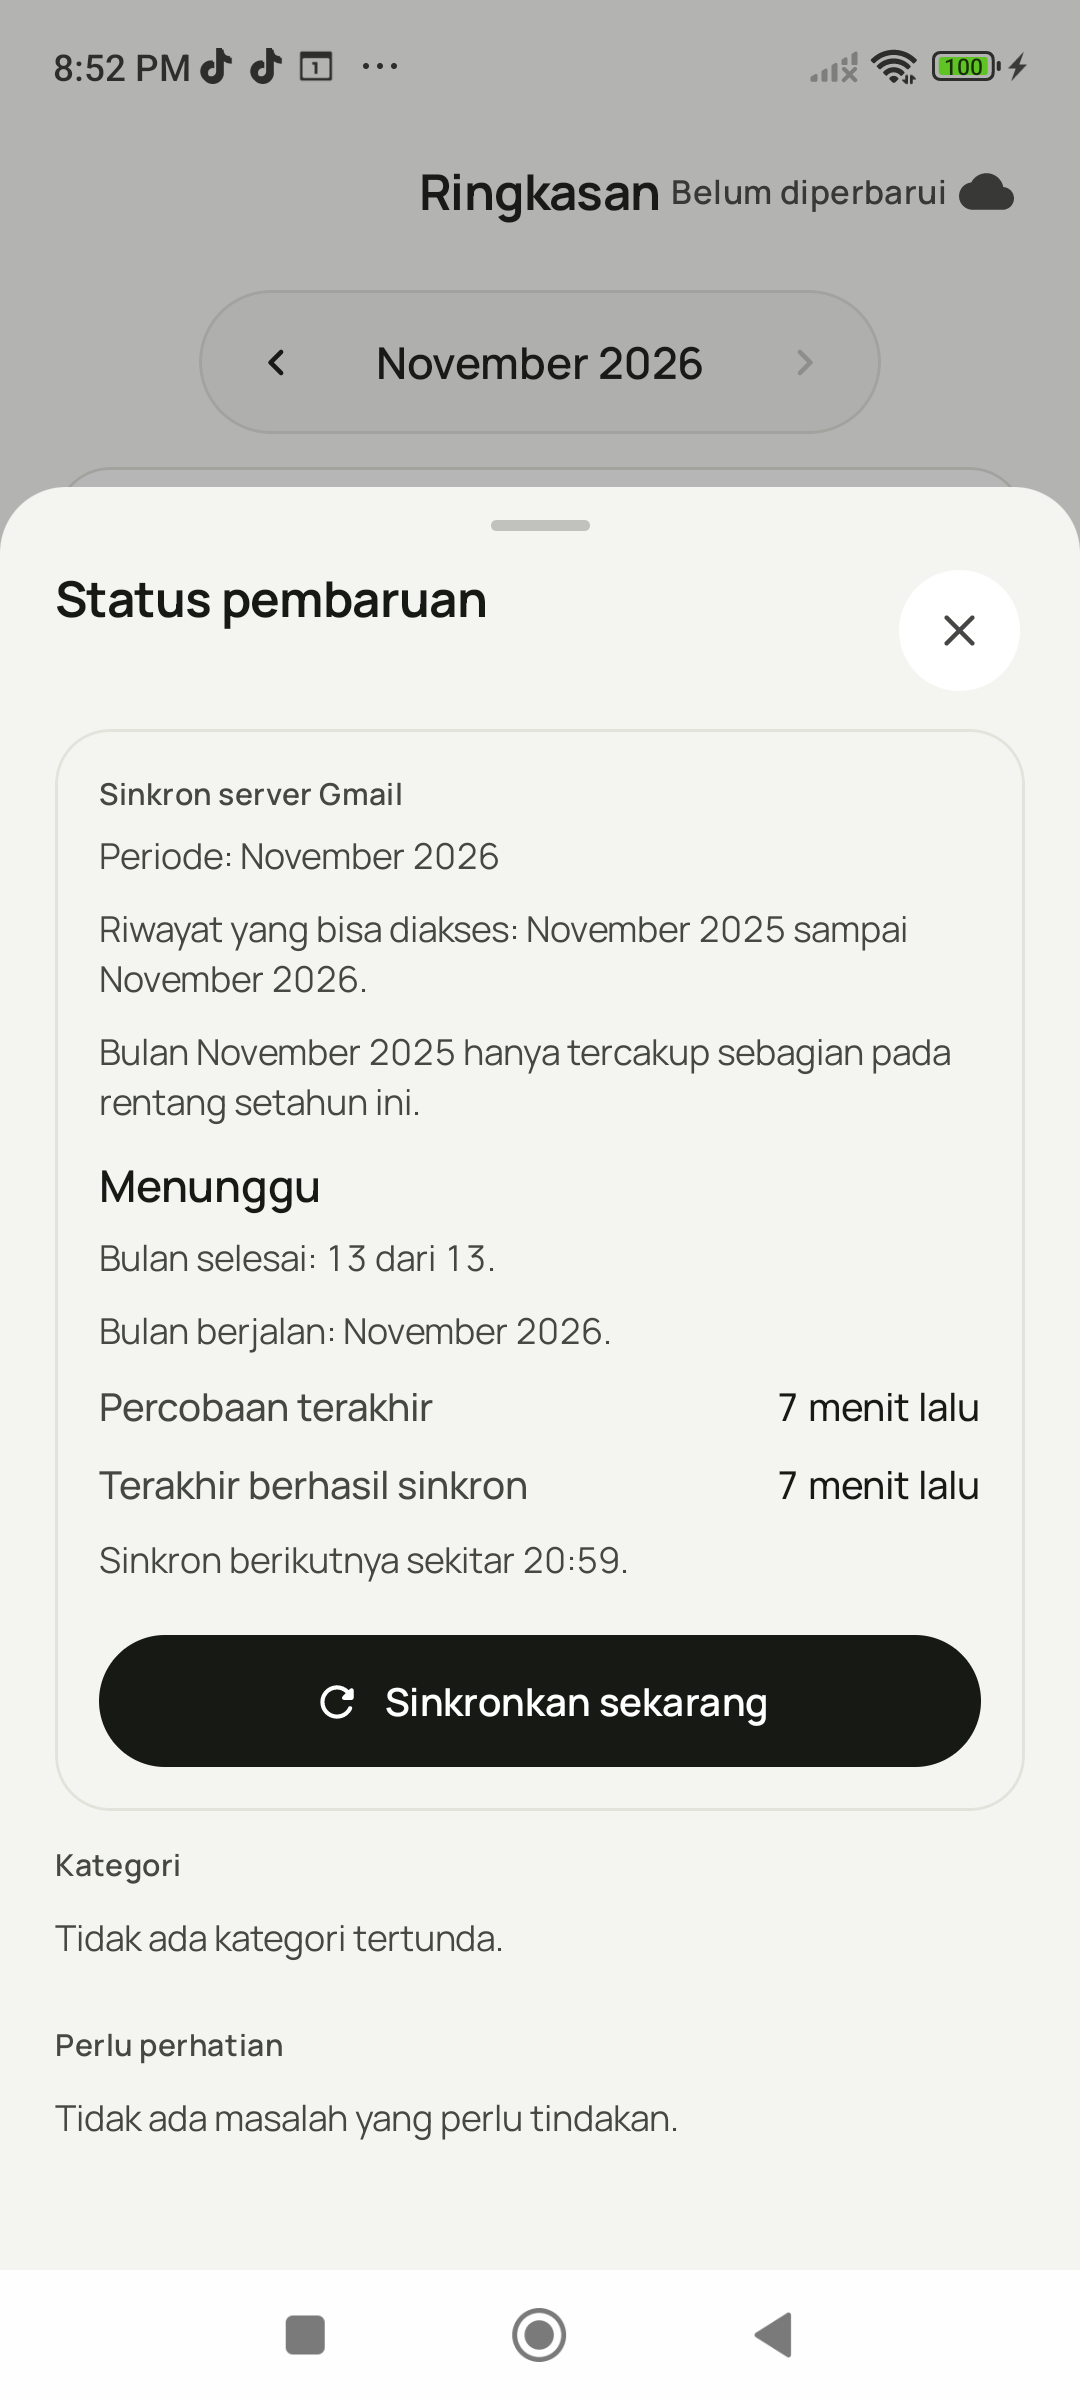 8:52 PM
1
100
Ringkasan Belum diperbarui
November 2026
Status pembaruan
Sinkron server Gmail
Periode: November 2026
Riwayat yang bisa diakses: November 2025 sampai
November 2026.
Bulan November 2025 hanya tercakup sebagian pada
rentang setahun ini.
Menunggu
Bulan selesai: 13 dari 13.
Bulan berjalan: November 2026.
Percobaan terakhir 7 menit lalu
Terakhir berhasil sinkron 7 menit lalu
Sinkron berikutnya sekitar 20:59.
Sinkronkan sekarang
Kategori
Tidak ada kategori tertunda.
Perlu perhatian
Tidak ada masalah yang perlu tindakan.